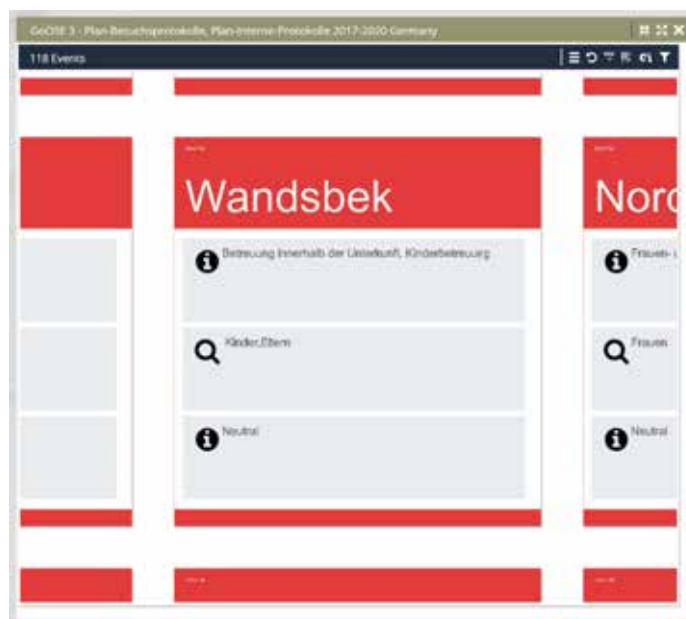 GeOSE 3 - Plan-Besuchsprotokolle, Plan-Interne-Protokolle 2017-2020 Germany
118 Events
Wandsbek
Nord
Betreuung Innerhalb der Unterkunft, Kinderbetreuung
Frauen-
Kinder,Eltern
Frauen
Neutral
Neutral